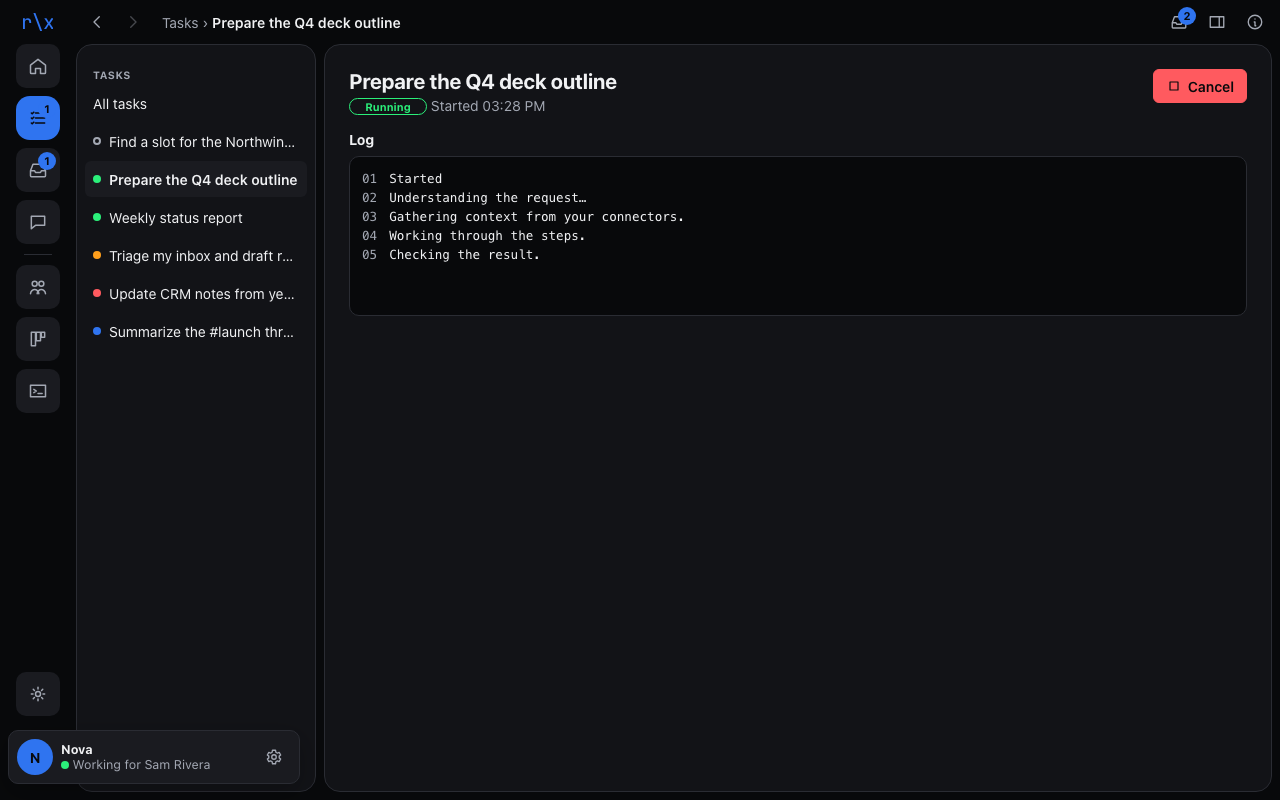 r\x
Tasks › Prepare the Q4 deck outline
2
1
1
TASKS
All tasks
Find a slot for the Northwin...
Prepare the Q4 deck outline
Weekly status report
Triage my inbox and draft r...
Update CRM notes from ye...
Summarize the #launch thr...
Prepare the Q4 deck outline
Running Started 03:28 PM
Cancel
Log
01 Started
02 Understanding the request…
03 Gathering context from your connectors.
04 Working through the steps.
05 Checking the result.
N
Nova
Working for Sam Rivera